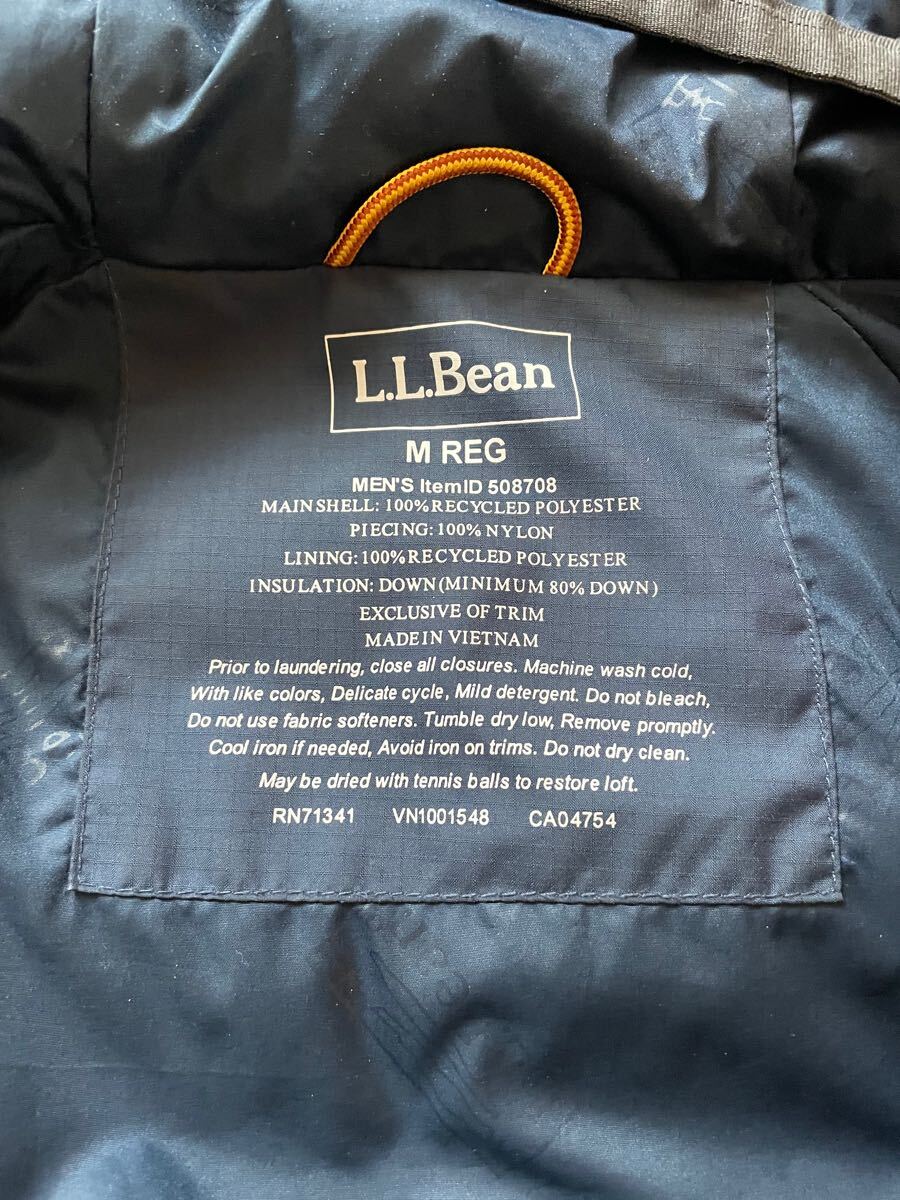 L.L.Bean
M REG
MEN'S ItemID 508708
MAIN SHELL: 100% RECYCLED POLYESTER
PIECING: 100% NYLON
LINING: 100% RECYCLED POLYESTER
INSULATION: DOWN (MINIMUM 80% DOWN)
EXCLUSIVE OF TRIM
MADE IN VIETNAM
Prior to laundering, close all closures. Machine wash cold,
With like colors, Delicate cycle, Mild detergent. Do not bleach,
Do not use fabric softeners. Tumble dry low, Remove promptly.
Cool iron if needed, Avoid iron on trims. Do not dry clean.
May be dried with tennis balls to restore loft.
RN71341 VN1001548 CA04754